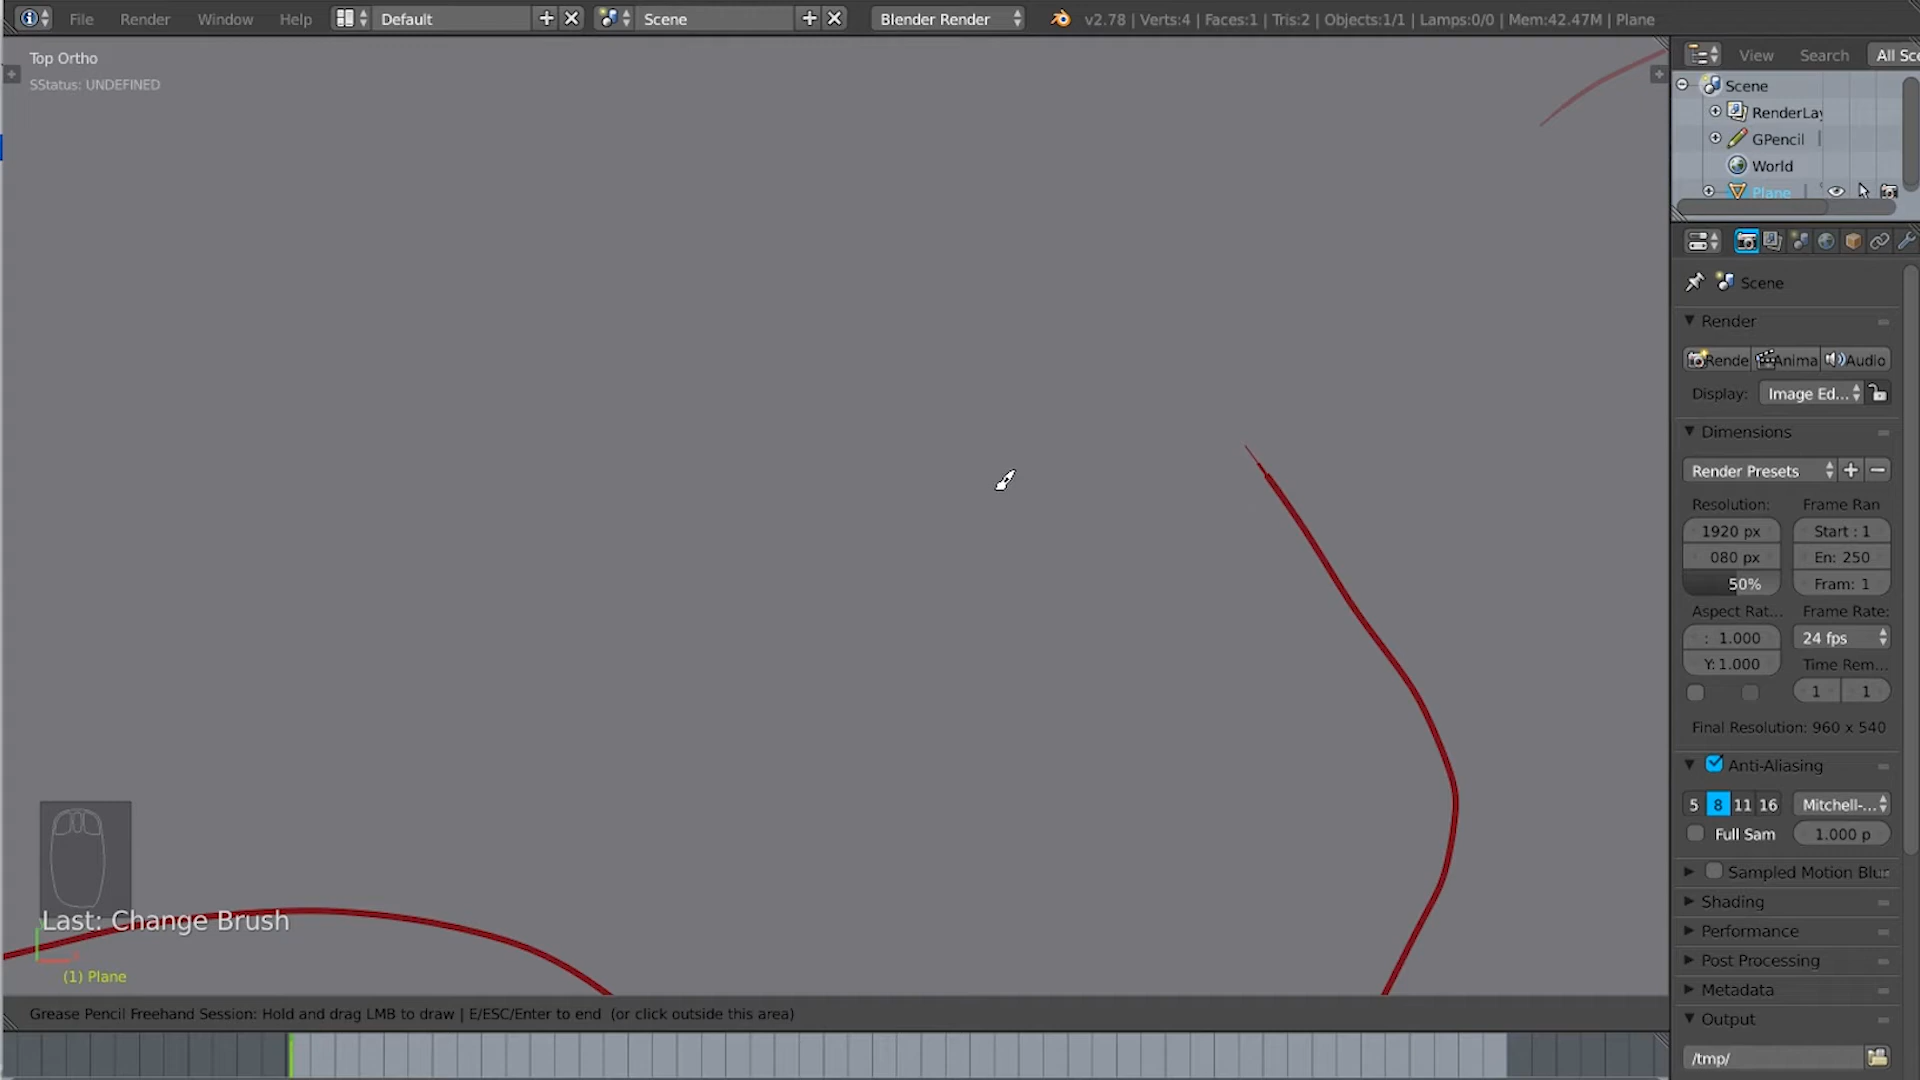 File Render Window Help Default Scene Blender Render v2.78 | Verts:4 | Faces:1 | Tris:2 | Objects:1/1 | Lamps:0/0 | Mem:42.47M | Plane
Top Ortho
SStatus: UNDEFINED
View Search All Sce
Scene
RenderLay
GPencil
World
Plane
Scene
Render
Rende Anima Audio
Display: Image Ed...
Dimensions
Render Presets
Resolution: Frame Ran
1920 px Start : 1
080 px En: 250
50% Fram: 1
Aspect Rat... Frame Rate:
: 1.000 24 fps
Y: 1.000 Time Rem...
1 1
Final Resolution: 960 x 540
Anti-Aliasing
5 8 11 16 Mitchell-...
Full Sam 1.000 p
Sampled Motion Blur
Shading
Performance
Post Processing
Metadata
Output
/tmp/
Last: Change Brush
(1) Plane
Grease Pencil Freehand Session: Hold and drag LMB to draw | E/ESC/Enter to end (or click outside this area)